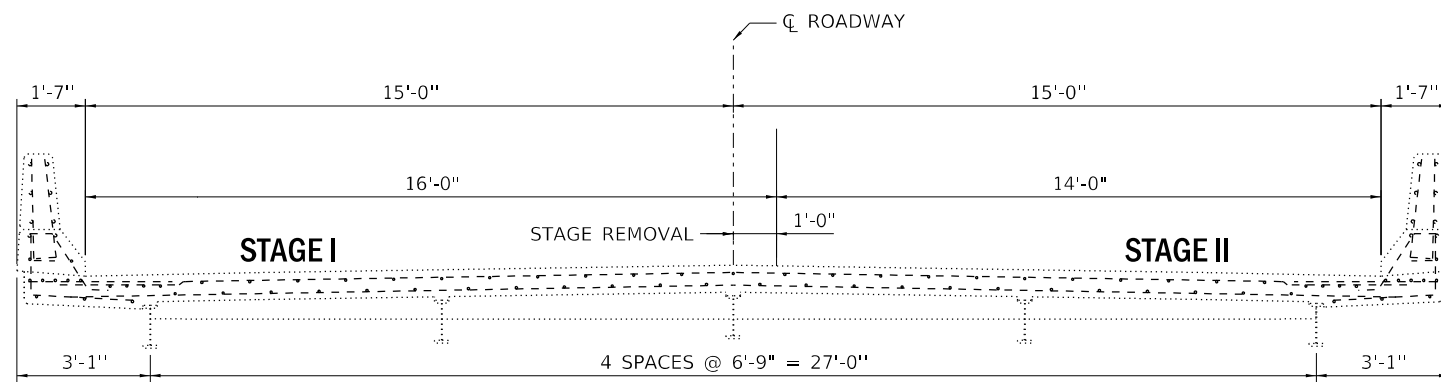 ℄ ROADWAY
1'-7" 15'-0" 15'-0" 1'-7"
16'-0" 14'-0"
STAGE REMOVAL 1'-0"
STAGE I STAGE II
3'-1" 4 SPACES @ 6'-9" = 27'-0" 3'-1"